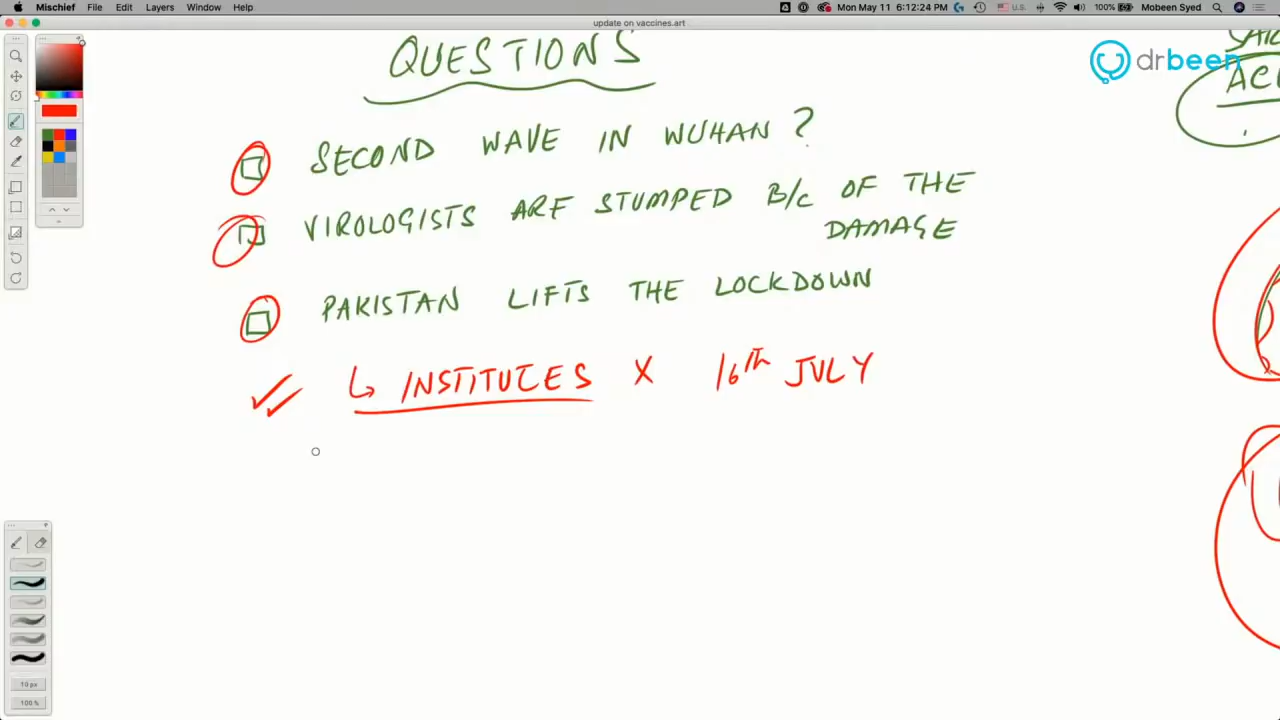 Mischief File Edit Layers Window Help U.S. 100% Mon May 11 6:12:24 PM Mobeen Syed
update on vaccines.art
drbeen
QUESTIONS
SECOND WAVE IN WUHAN ?
VIROLOGISTS ARE STUMPED B/C OF THE
DAMAGE
PAKISTAN LIFTS THE LOCKDOWN
↳ INSTITUTES X 16th JULY
10 px
100 %